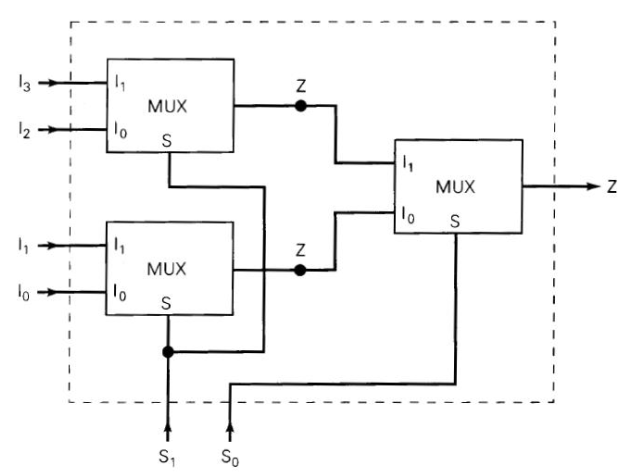 Z
I₃ I₁
MUX
I₂ I₀
S
I₁
MUX Z
I₀
S
Z
I₁ I₁
MUX
I₀ I₀
S
S₁ S₀